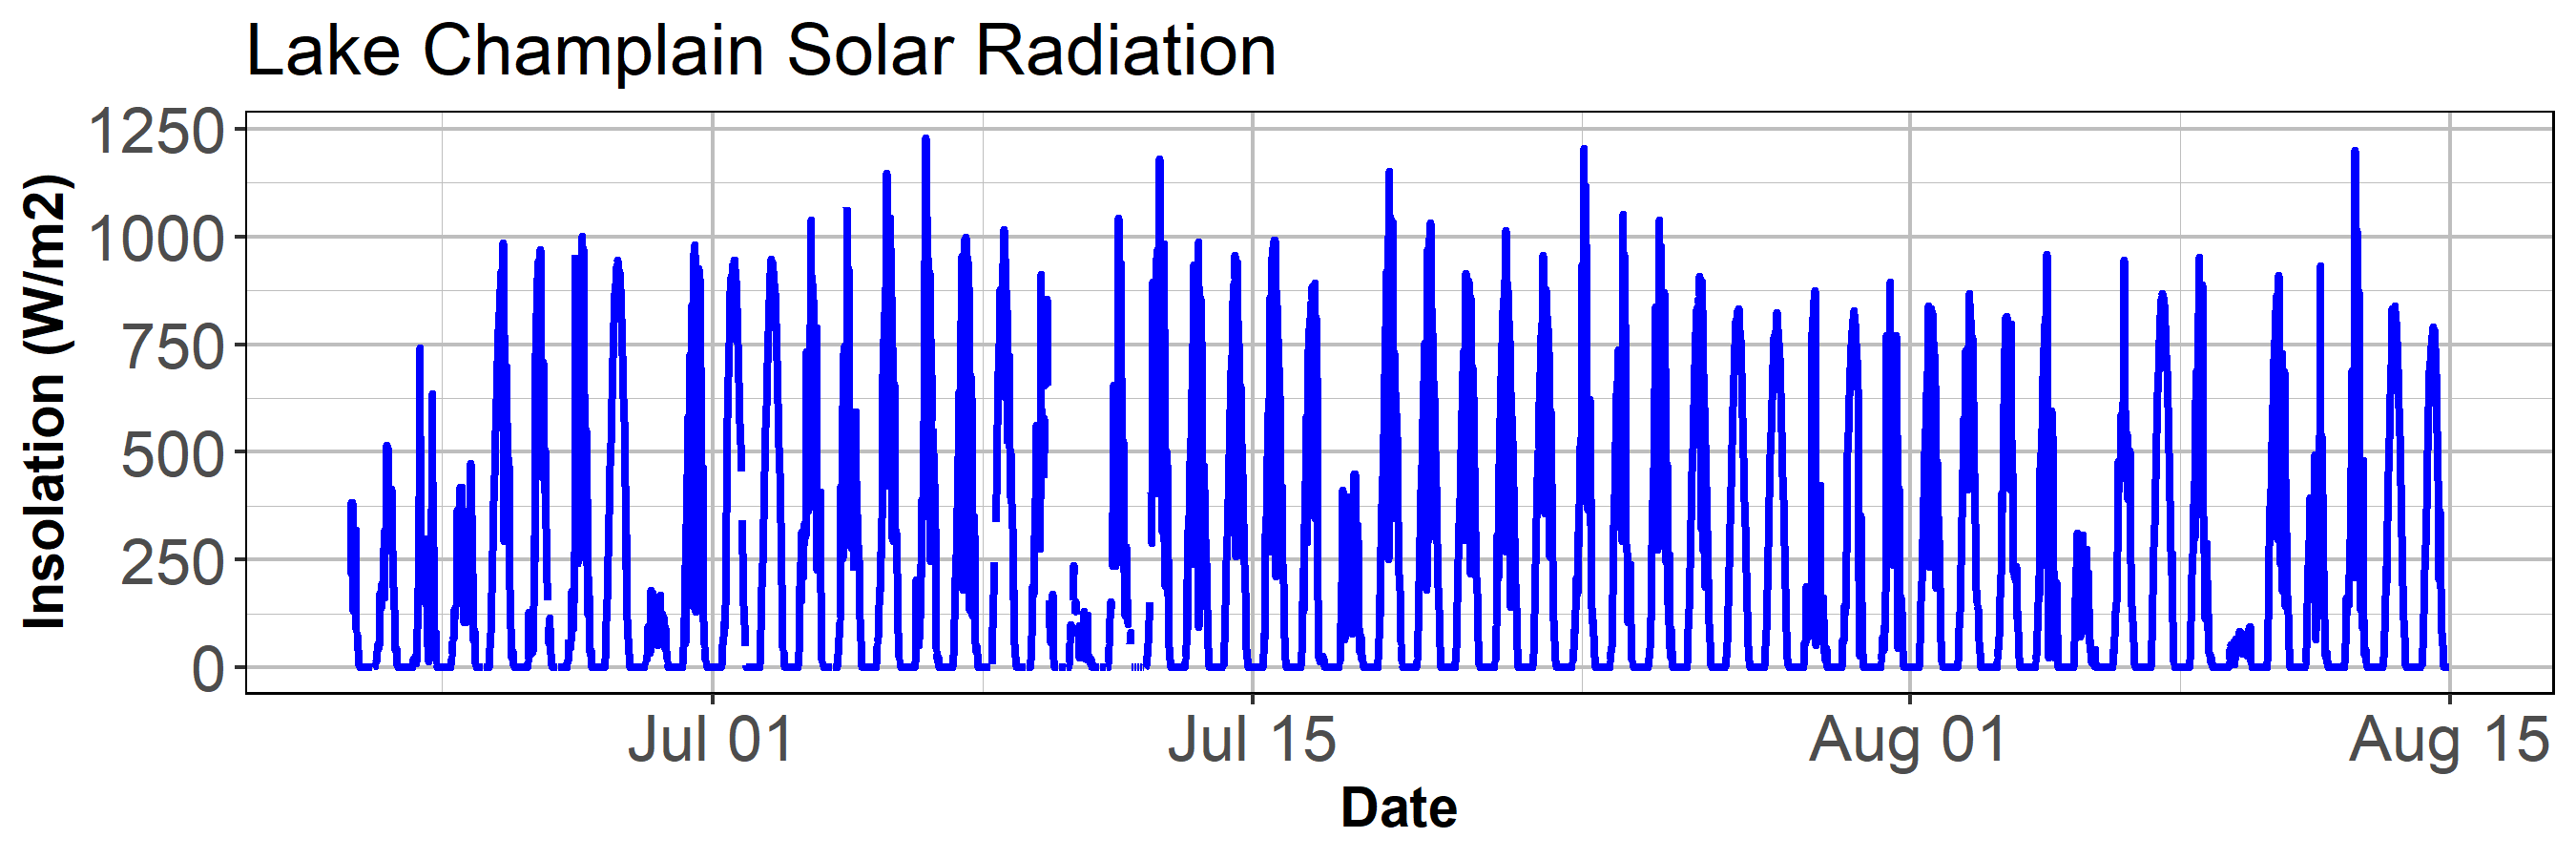 Lake Champlain Solar Radiation
1250
1000
750
500
250
0
Insolation (W/m2)
Jul 01
Jul 15
Aug 01
Aug 15
Date